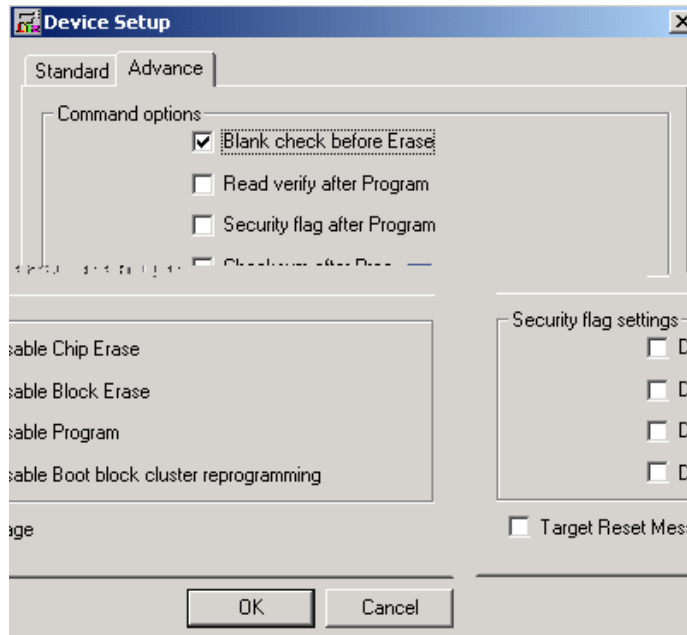 Device Setup
Standard Advance
Command options
Blank check before Erase
Read verify after Program
Security flag after Program
Security flag settings
sable Chip Erase D
sable Block Erase D
sable Program D
sable Boot block cluster reprogramming D
age Target Reset Mes
OK Cancel